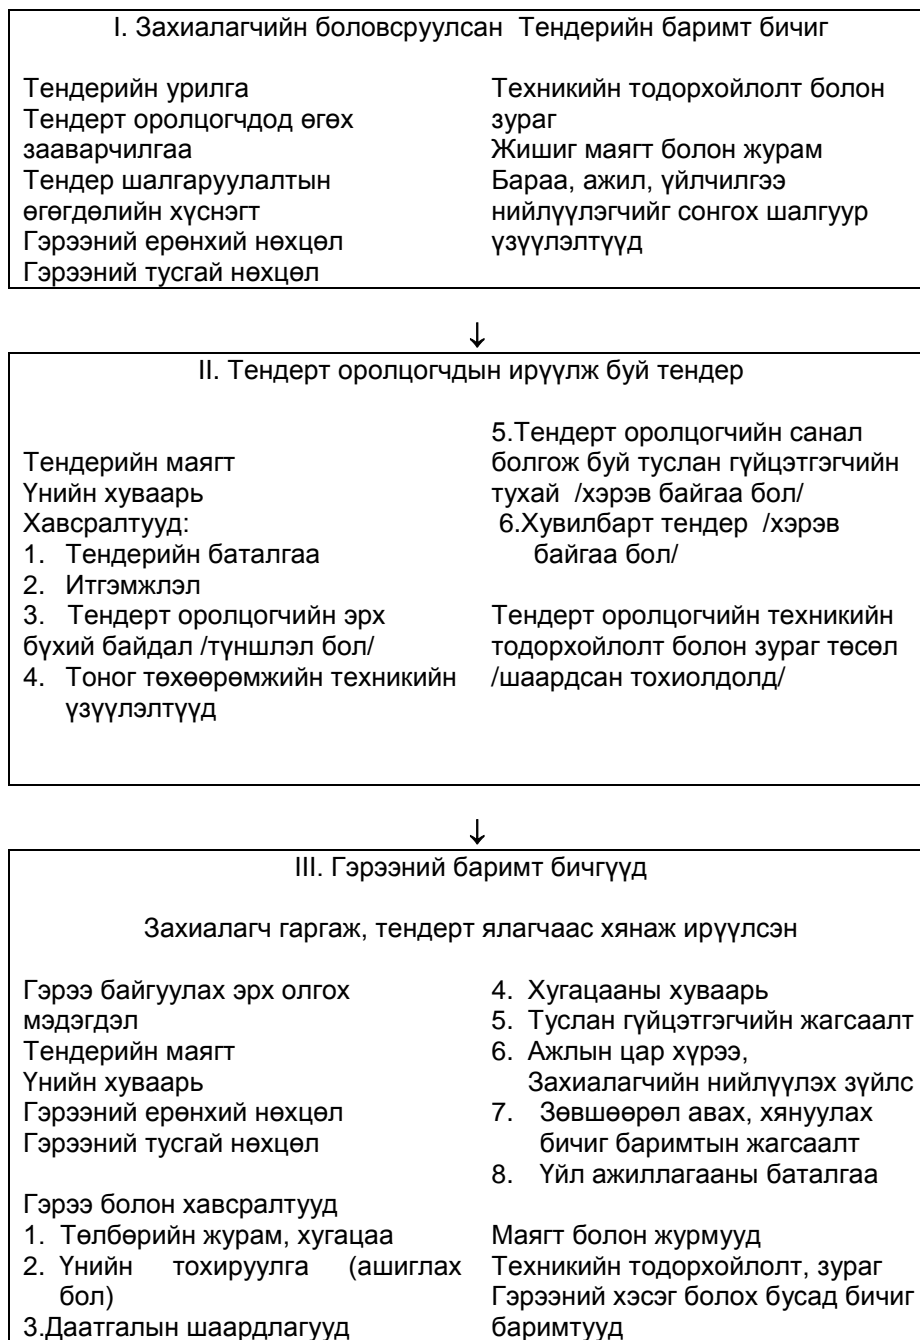 I. Захиалагчийн боловсруулсан Тендерийн баримт бичиг
Тендерийн урилга
Тендерт оролцогчдод өгөх
зааварчилгаа
Тендер шалгаруулалтын
өгөгдөлийн хүснэгт
Гэрээний ерөнхий нөхцөл
Гэрээний тусгай нөхцөл
Техникийн тодорхойлолт болон
зураг
Жишиг маягт болон журам
Бараа, ажил, үйлчилгээ
нийлүүлэгчийг сонгох шалгуур
үзүүлэлтүүд
↓
II. Тендерт оролцогчдын ирүүлж буй тендер
Тендерийн маягт
Үнийн хуваарь
Хавсралтууд:
1. Тендерийн баталгаа
2. Итгэмжлэл
3. Тендерт оролцогчийн эрх
бүхий байдал /түншлэл бол/
4. Тоног төхөөрөмжийн техникийн
үзүүлэлтүүд
5.Тендерт оролцогчийн санал
болгож буй туслан гүйцэтгэгчийн
тухай /хэрэв байгаа бол/
6.Хувилбарт тендер /хэрэв
байгаа бол/
Тендерт оролцогчийн техникийн
тодорхойлолт болон зураг төсөл
/шаардсан тохиолдолд/
↓
III. Гэрээний баримт бичгүүд
Захиалагч гаргаж, тендерт ялагчаас хянаж ирүүлсэн
Гэрээ байгуулах эрх олгох
мэдэгдэл
Тендерийн маягт
Үнийн хуваарь
Гэрээний ерөнхий нөхцөл
Гэрээний тусгай нөхцөл
Гэрээ болон хавсралтууд
1. Төлбөрийн журам, хугацаа
2. Үнийн тохируулга (ашиглах
бол)
3.Даатгалын шаардлагууд
4. Хугацааны хуваарь
5. Туслан гүйцэтгэгчийн жагсаалт
6. Ажлын цар хүрээ,
Захиалагчийн нийлүүлэх зүйлс
7. Зөвшөөрөл авах, хянуулах
бичиг баримтын жагсаалт
8. Үйл ажиллагааны баталгаа
Маягт болон журмууд
Техникийн тодорхойлолт, зураг
Гэрээний хэсэг болох бусад бичиг
баримтууд